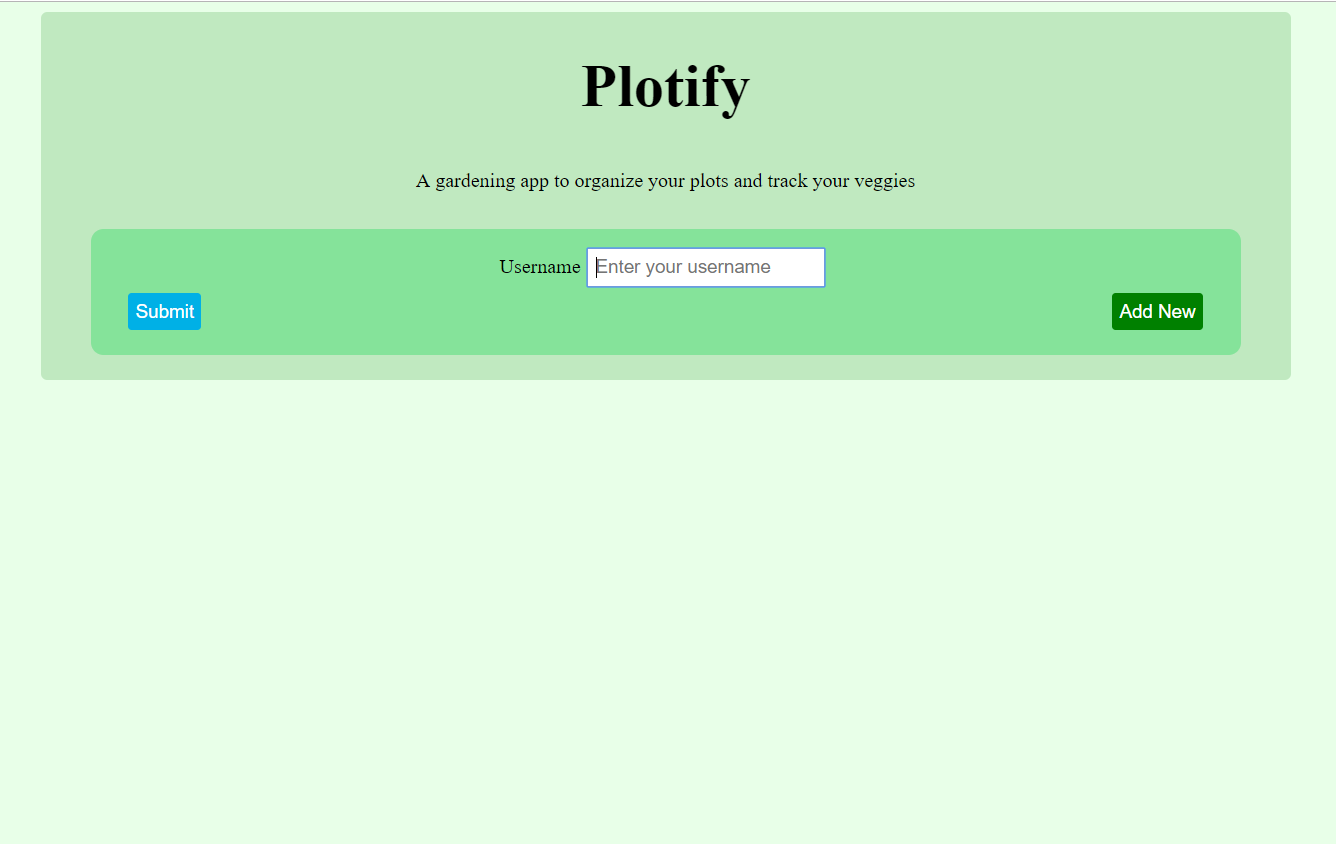 Plotify
A gardening app to organize your plots and track your veggies
Username Enter your username
Submit Add New